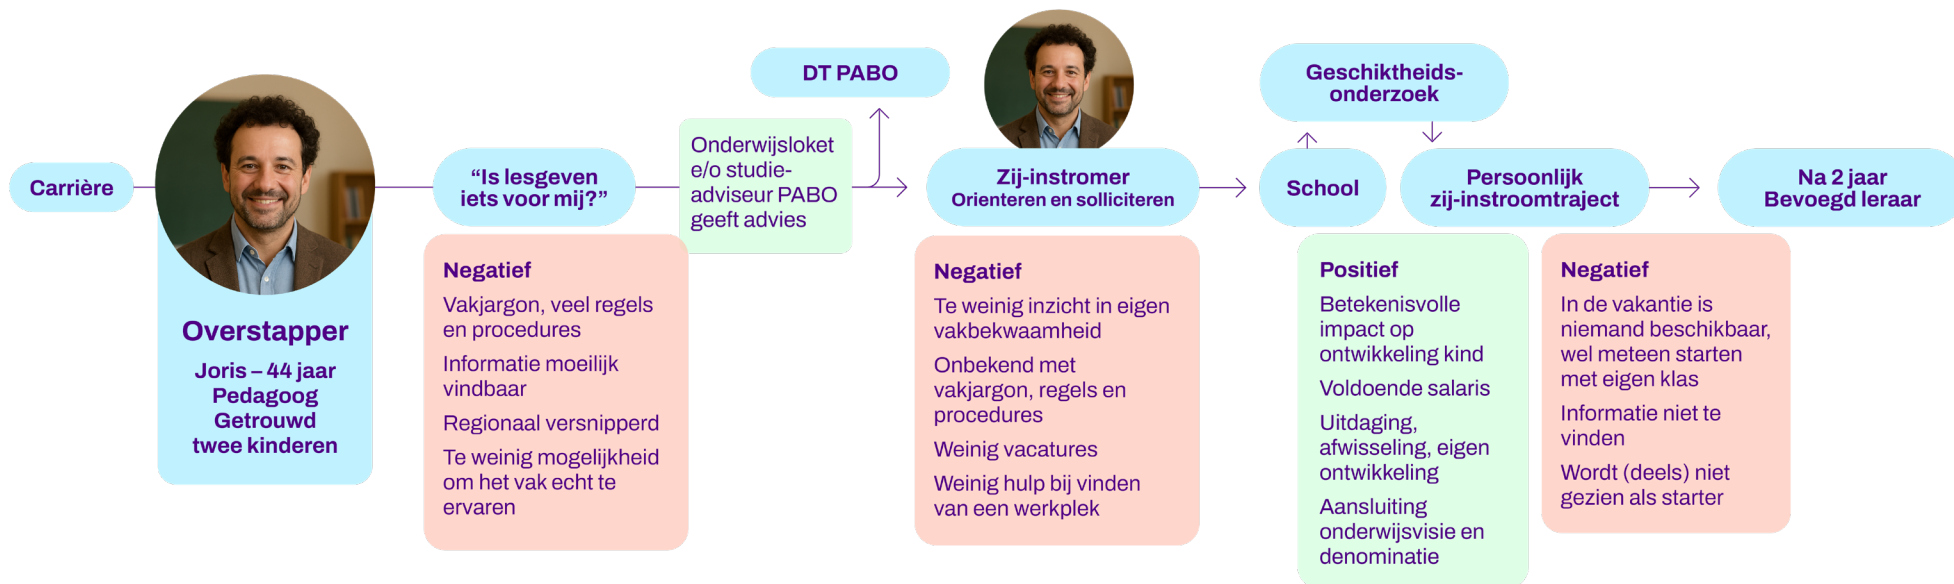 Carrière
Overstapper
Joris – 44 jaar
Pedagoog
Getrouwd
twee kinderen
“Is lesgeven
iets voor mij?”
Negatief
Vakjargon, veel regels
en procedures
Informatie moeilijk
vindbaar
Regionaal versnipperd
Te weinig mogelijkheid
om het vak echt te
ervaren
Onderwijsloket
e/o studie-
adviseur PABO
geeft advies
DT PABO
Zij-instromer
Orienteren en solliciteren
Negatief
Te weinig inzicht in eigen
vakbekwaamheid
Onbekend met
vakjargon, regels en
procedures
Weinig vacatures
Weinig hulp bij vinden
van een werkplek
School
Geschiktheids-
onderzoek
Persoonlijk
zij-instroomtraject
Positief
Betekenisvolle
impact op
ontwikkeling kind
Voldoende salaris
Uitdaging,
afwisseling, eigen
ontwikkeling
Aansluiting
onderwijsvisie en
denominatie
Negatief
In de vakantie is
niemand beschikbaar,
wel meteen starten
met eigen klas
Informatie niet te
vinden
Wordt (deels) niet
gezien als starter
Na 2 jaar
Bevoegd leraar